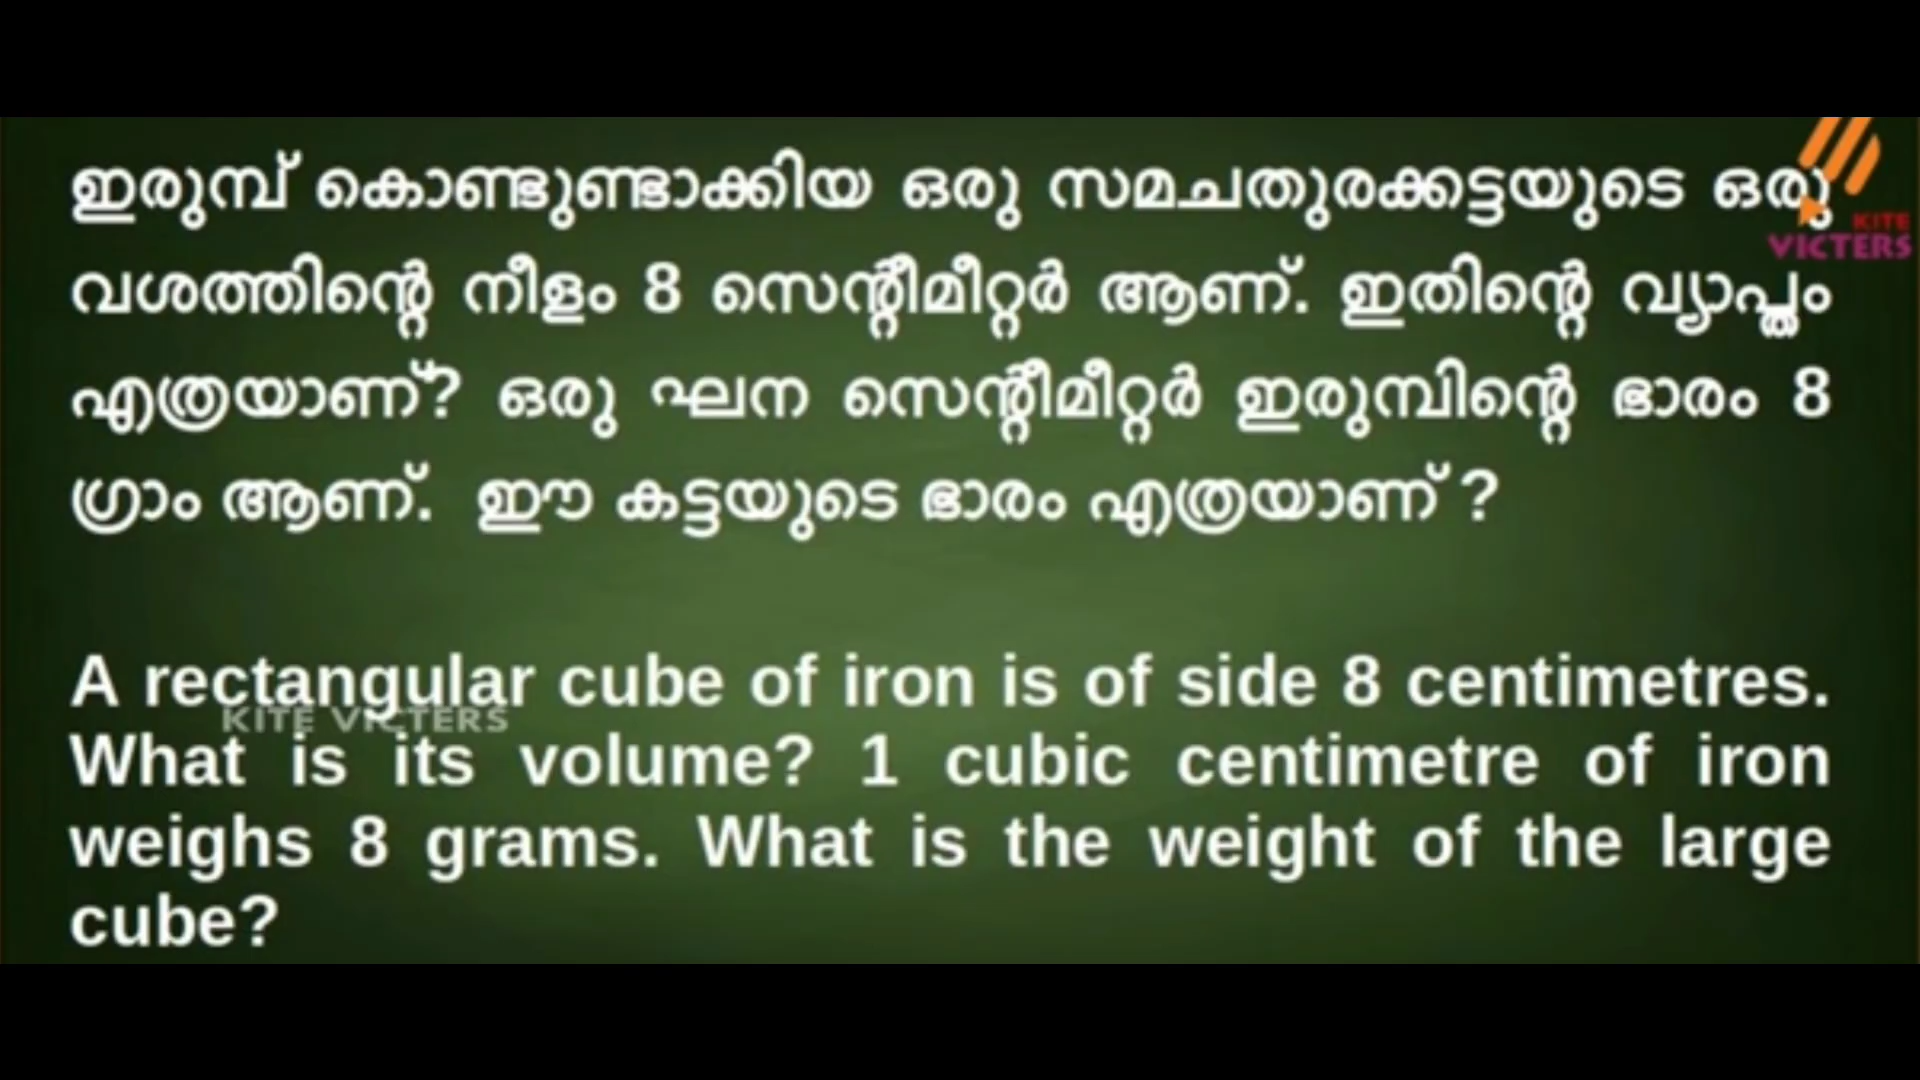 ഇരുമ്പ് കൊണ്ടുണ്ടാക്കിയ ഒരു സമചതുരക്കട്ടയുടെ ഒരു
വശത്തിന്റെ നീളം 8 സെന്റീമീറ്റർ ആണ്. ഇതിന്റെ വ്യാപ്തം
എത്രയാണ്? ഒരു ഘന സെന്റീമീറ്റർ ഇരുമ്പിന്റെ ഭാരം 8
ഗ്രാം ആണ്. ഈ കട്ടയുടെ ഭാരം എത്രയാണ് ?
KITE
VICTERS
A rectangular cube of iron is of side 8 centimetres.
KITE VICTERS
What is its volume? 1 cubic centimetre of iron
weighs 8 grams. What is the weight of the large
cube?